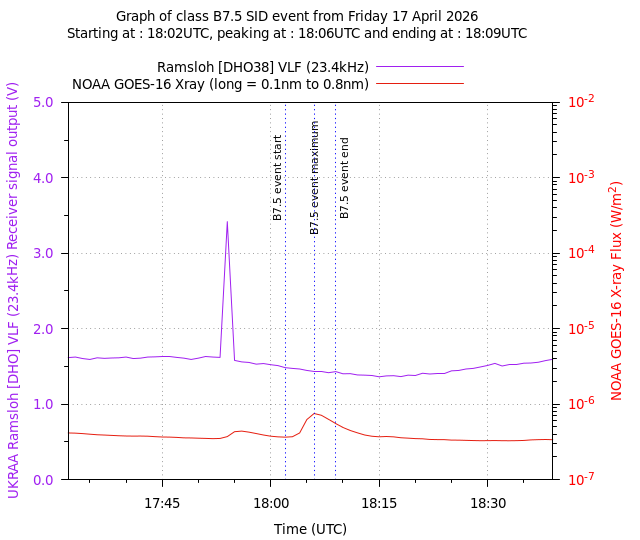 Graph of class B7.5 SID event from Friday 17 April 2026
Starting at : 18:02UTC, peaking at : 18:06UTC and ending at : 18:09UTC
Ramsloh [DHO38] VLF (23.4kHz)
NOAA GOES-16 Xray (long = 0.1nm to 0.8nm)
UKRAA Ramsloh [DHO] VLF (23.4kHz) Receiver signal output (V)
5.0
4.0
3.0
2.0
1.0
0.0
B7.5 event start
B7.5 event maximum
B7.5 event end
10^-2
10^-3
10^-4
10^-5
10^-6
10^-7
NOAA GOES-16 X-ray Flux (W/m²)
17:45
18:00
18:15
18:30
Time (UTC)